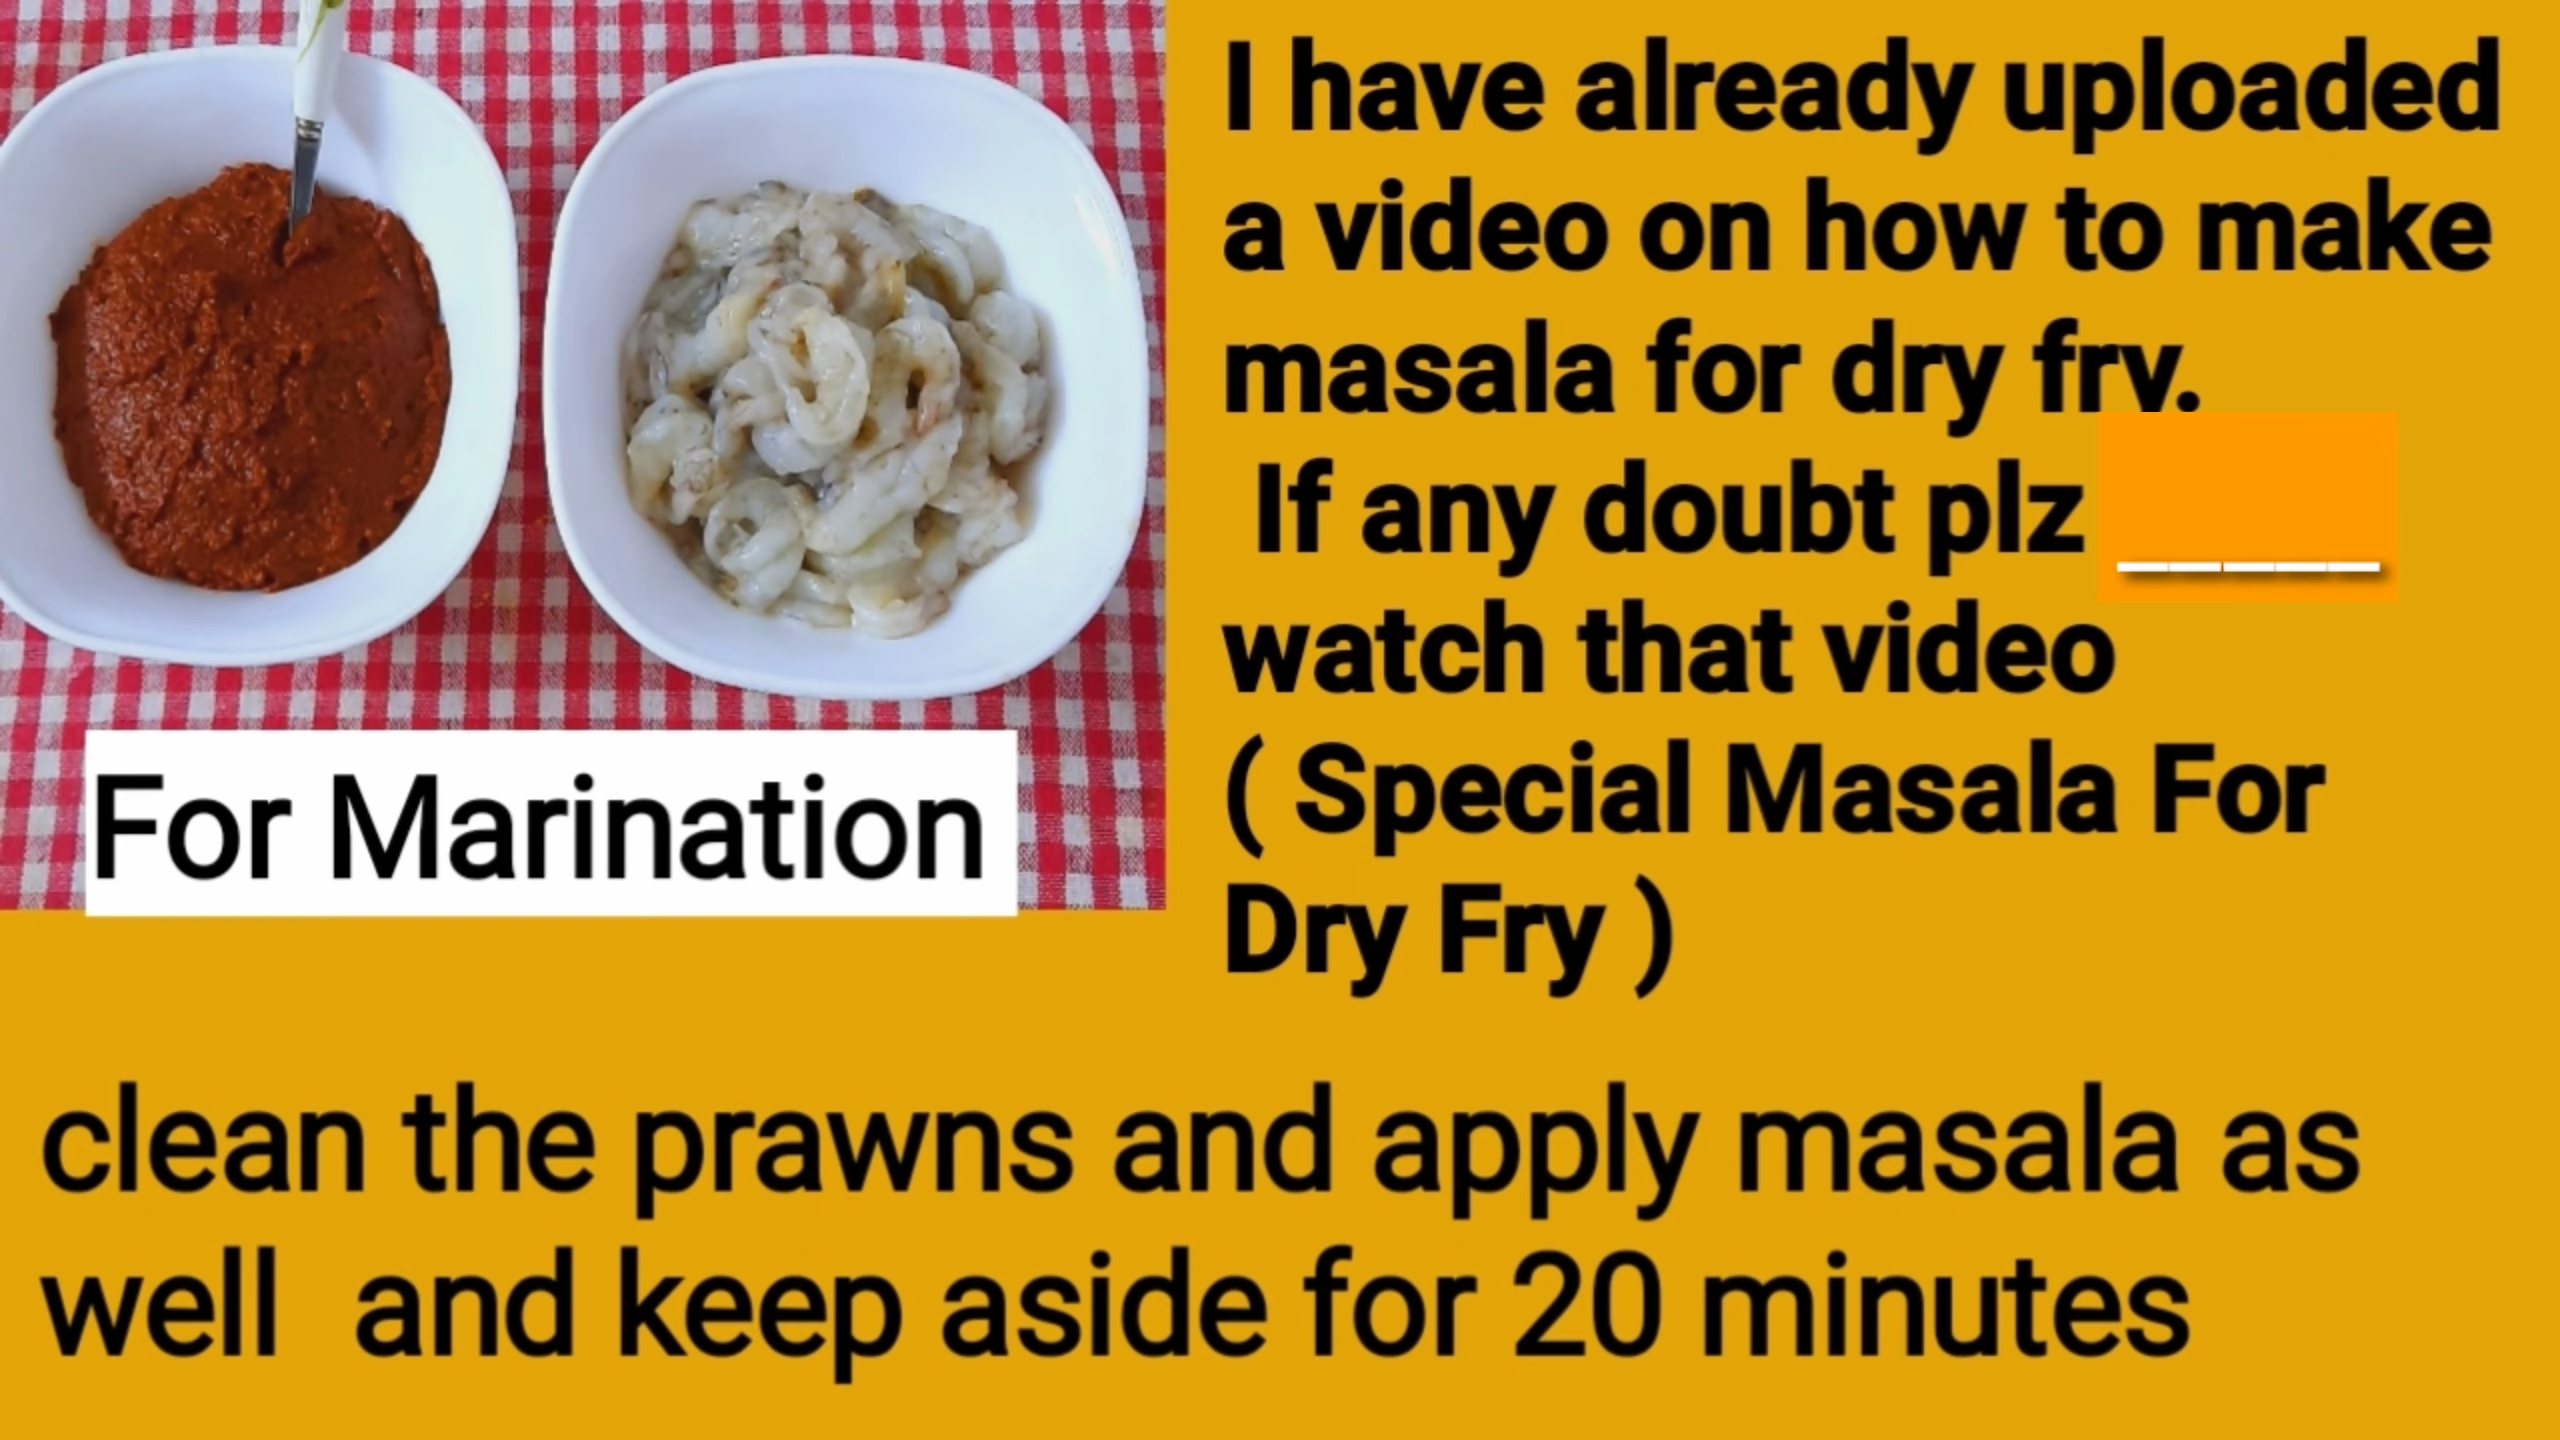 I have already uploaded
a video on how to make
masala for dry fry.
If any doubt plz
watch that video
( Special Masala For
Dry Fry )
For Marination
clean the prawns and apply masala as
well  and keep aside for 20 minutes